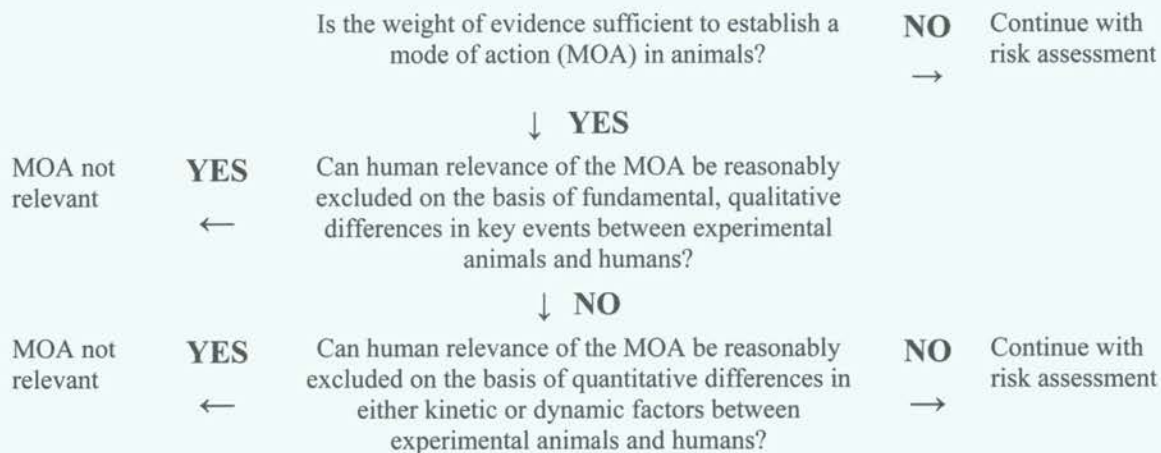 Is the weight of evidence sufficient to establish a
mode of action (MOA) in animals?
NO
→
Continue with
risk assessment
↓ YES
MOA not
relevant
YES
←
Can human relevance of the MOA be reasonably
excluded on the basis of fundamental, qualitative
differences in key events between experimental
animals and humans?
↓ NO
MOA not
relevant
YES
←
Can human relevance of the MOA be reasonably
excluded on the basis of quantitative differences in
either kinetic or dynamic factors between
experimental animals and humans?
NO
→
Continue with
risk assessment